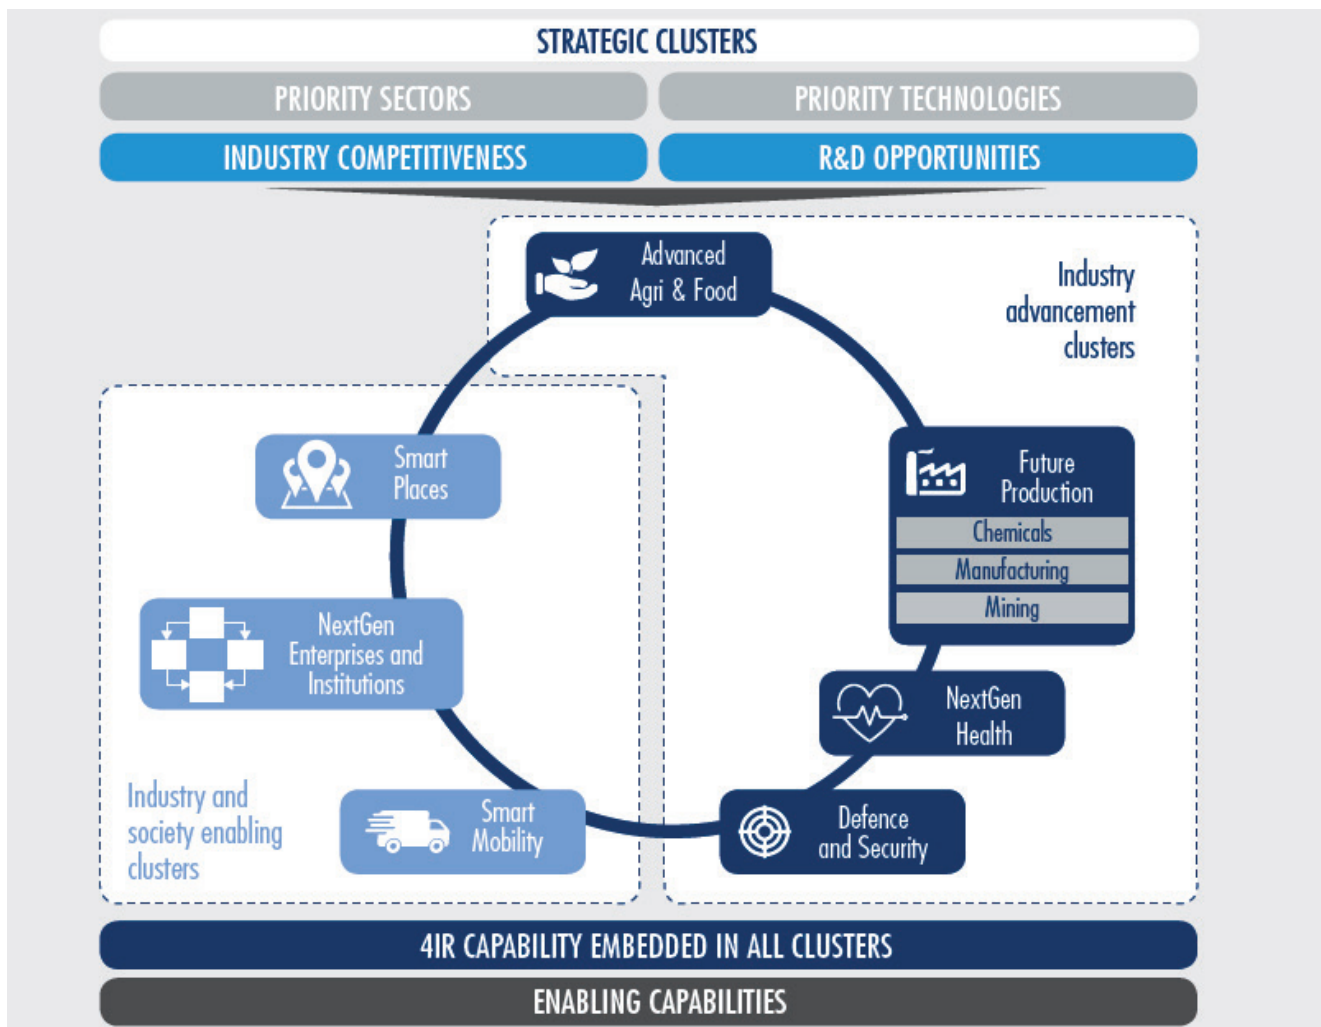 STRATEGIC CLUSTERS
PRIORITY SECTORS
PRIORITY TECHNOLOGIES
INDUSTRY COMPETITIVENESS
R&D OPPORTUNITIES
Advanced
Agri & Food
Industry
advancement
clusters
Smart
Places
Future
Production
Chemicals
Manufacturing
Mining
NextGen
Enterprises and
Institutions
NextGen
Health
Industry and
society enabling
clusters
Smart
Mobility
Defence
and Security
4IR CAPABILITY EMBEDDED IN ALL CLUSTERS
ENABLING CAPABILITIES